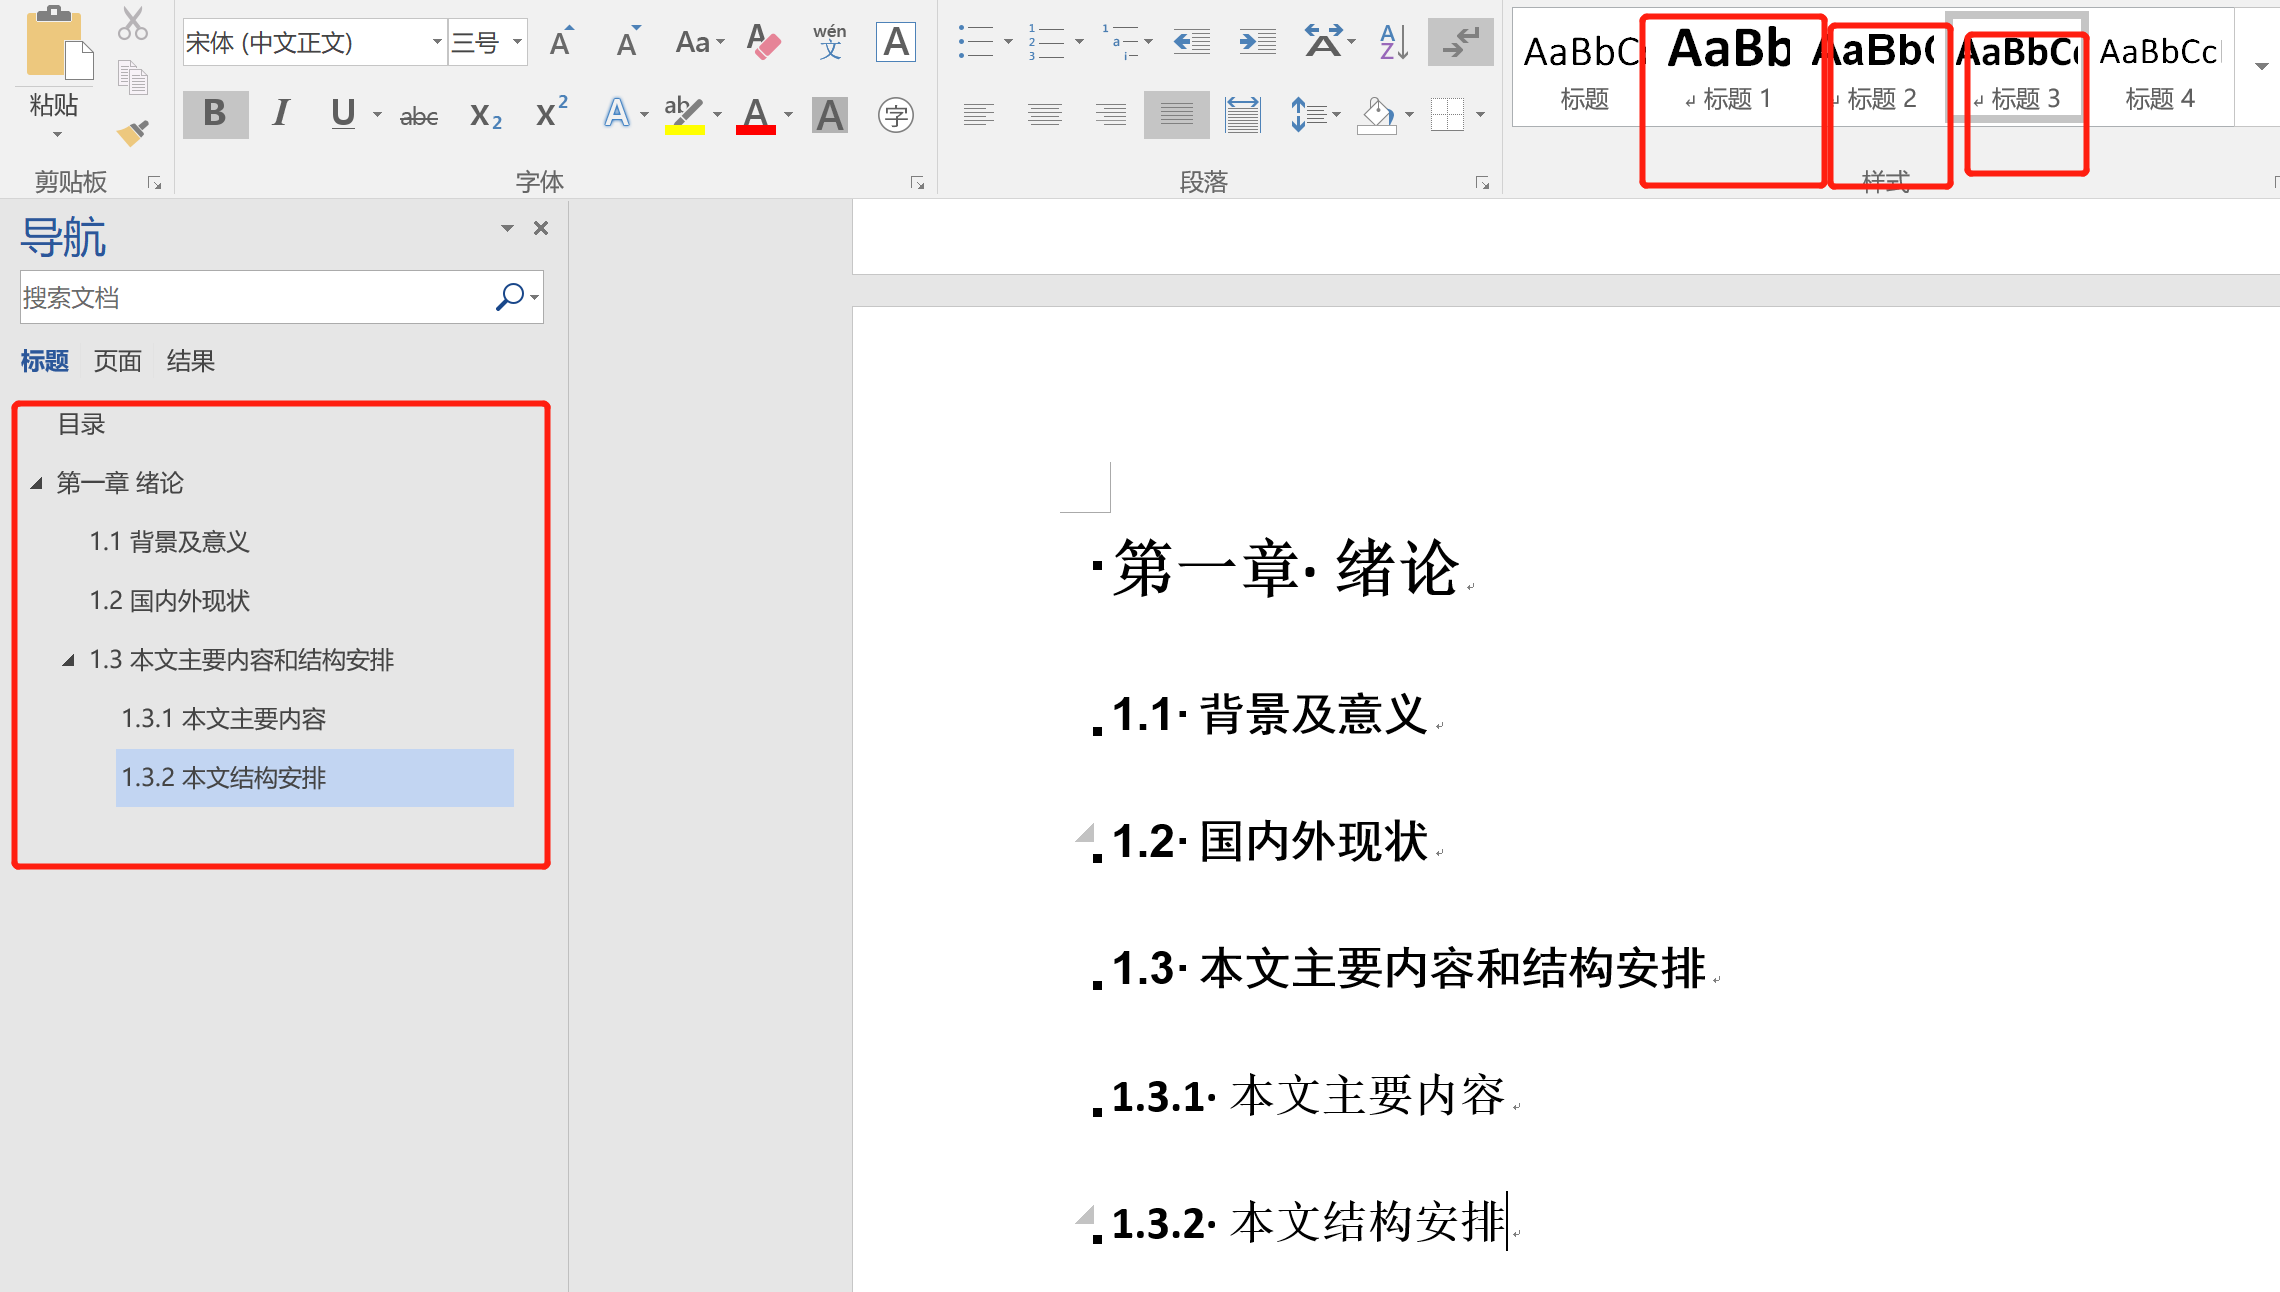 宋体 (中文正文) 三号 A A Aa A wén 文 A
粘贴 B I U abc X₂ X² A ab A A 字
AaBbC AaBb AaBbC AaBbCc AaBbCc
标题 标题 1 标题 2 标题 3 标题 4
剪贴板 字体 段落 样式
导航
搜索文档
标题 页面 结果
目录
第一章 绪论
1.1 背景及意义
1.2 国内外现状
1.3 本文主要内容和结构安排
1.3.1 本文主要内容
1.3.2 本文结构安排
第一章· 绪论
1.1· 背景及意义
1.2· 国内外现状
1.3· 本文主要内容和结构安排
1.3.1· 本文主要内容
1.3.2· 本文结构安排